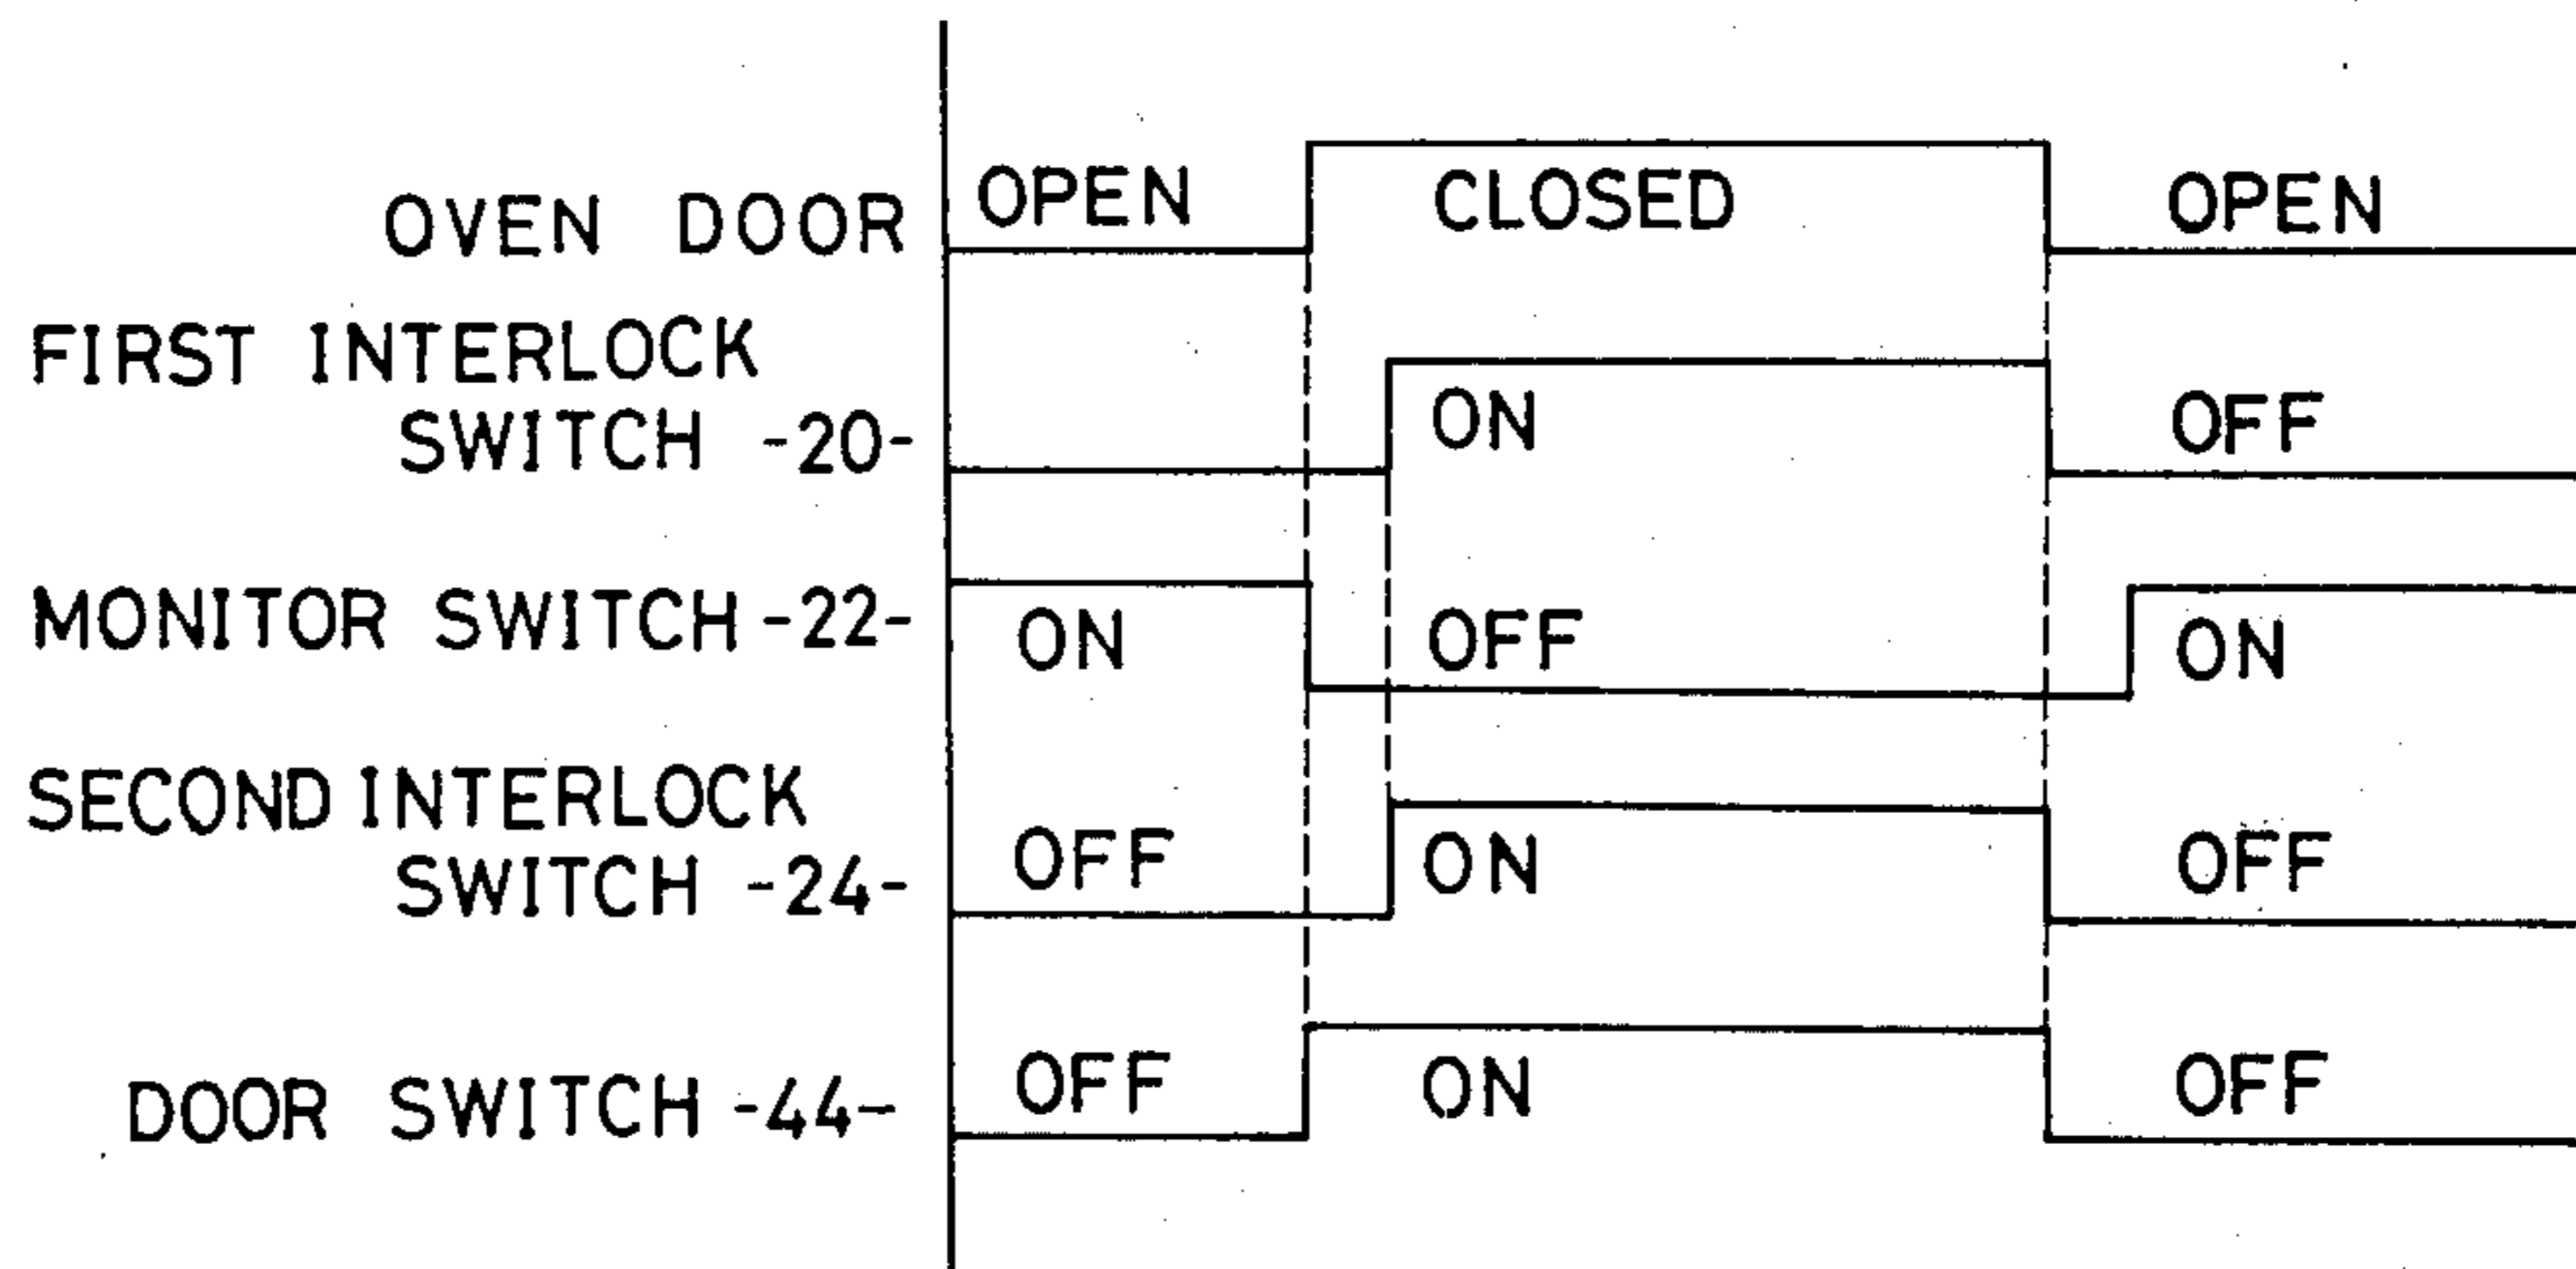 OVEN DOOR OPEN CLOSED OPEN
FIRST INTERLOCK
SWITCH -20- ON OFF
MONITOR SWITCH -22- ON OFF ON
SECOND INTERLOCK
SWITCH -24- OFF ON OFF
DOOR SWITCH -44- OFF ON OFF